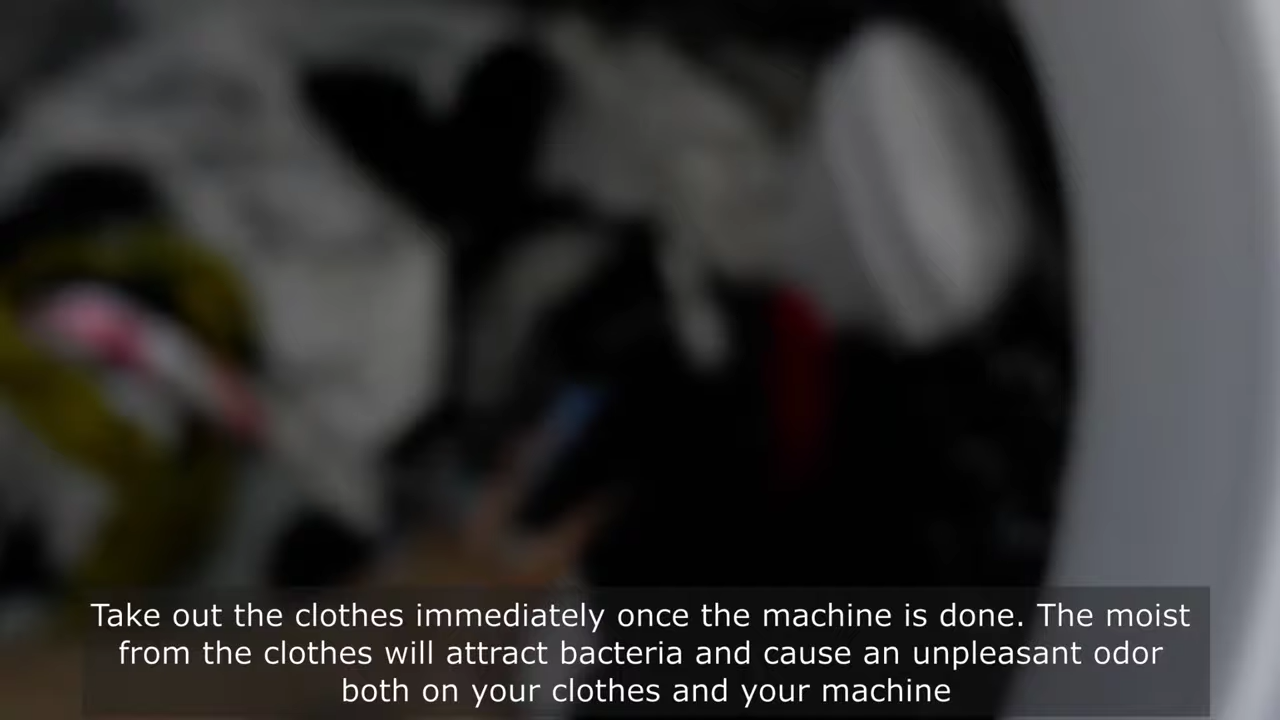 Take out the clothes immediately once the machine is done. The moist
from the clothes will attract bacteria and cause an unpleasant odor
both on your clothes and your machine